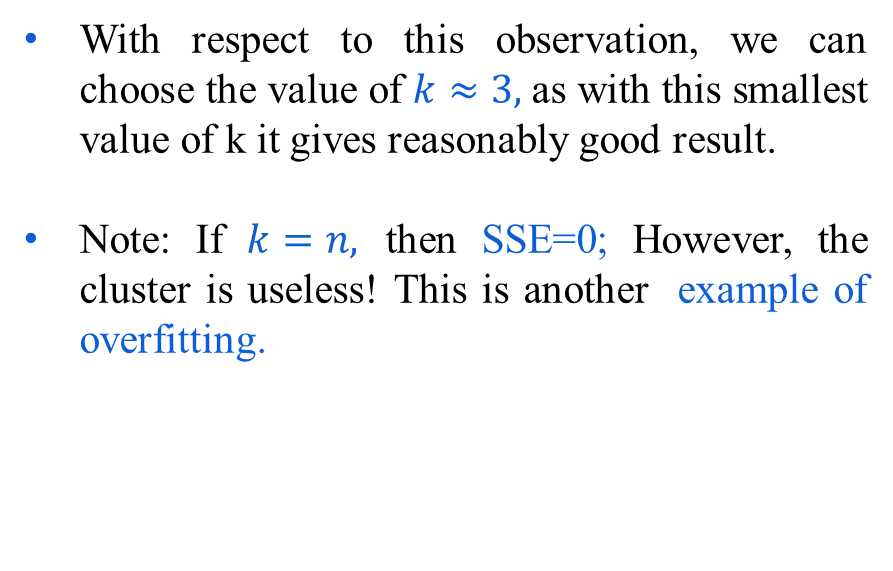 • With respect to this observation, we can
choose the value of k ≈ 3, as with this smallest
value of k it gives reasonably good result.
• Note: If k = n, then SSE=0; However, the
cluster is useless! This is another example of
overfitting.